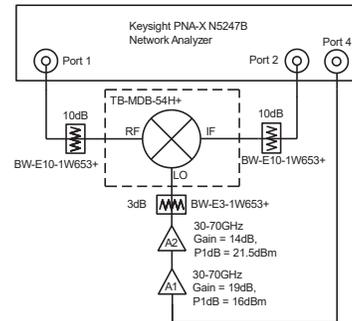 Keysight PNA-X N5247B
Network Analyzer
Port 1
Port 2
Port 4
TB-MDB-54H+
10dB
10dB
RF
IF
BW-E10-1W653+
BW-E10-1W653+
LO
3dB
BW-E3-1W653+
30-70GHz
Gain = 14dB,
P1dB = 21.5dBm
A2
30-70GHz
Gain = 19dB,
P1dB = 16dBm
A1